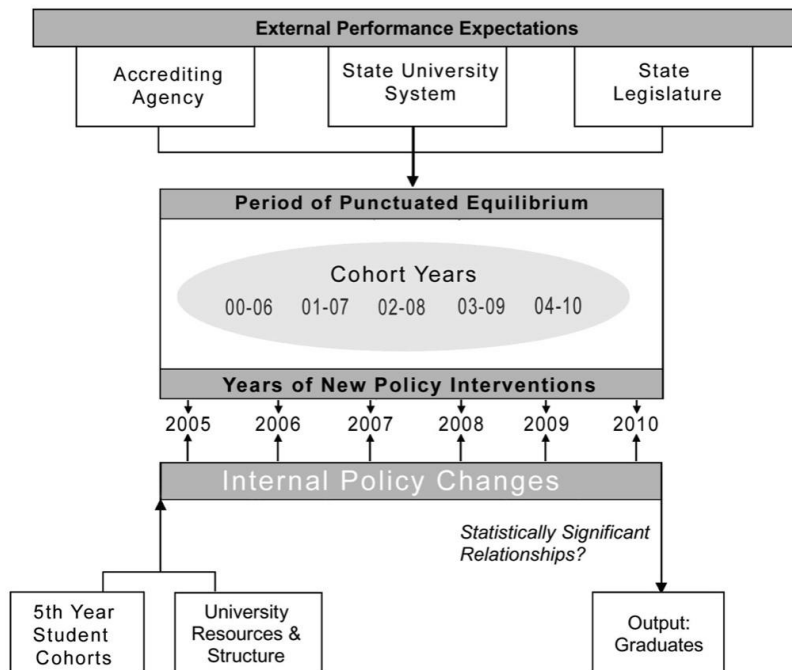 External Performance Expectations
Accrediting
Agency
State University
System
State
Legislature
Period of Punctuated Equilibrium
Cohort Years
00-06 01-07 02-08 03-09 04-10
Years of New Policy Interventions
2005 2006 2007 2008 2009 2010
Internal Policy Changes
Statistically Significant
Relationships?
5th Year
Student
Cohorts
University
Resources &
Structure
Output:
Graduates